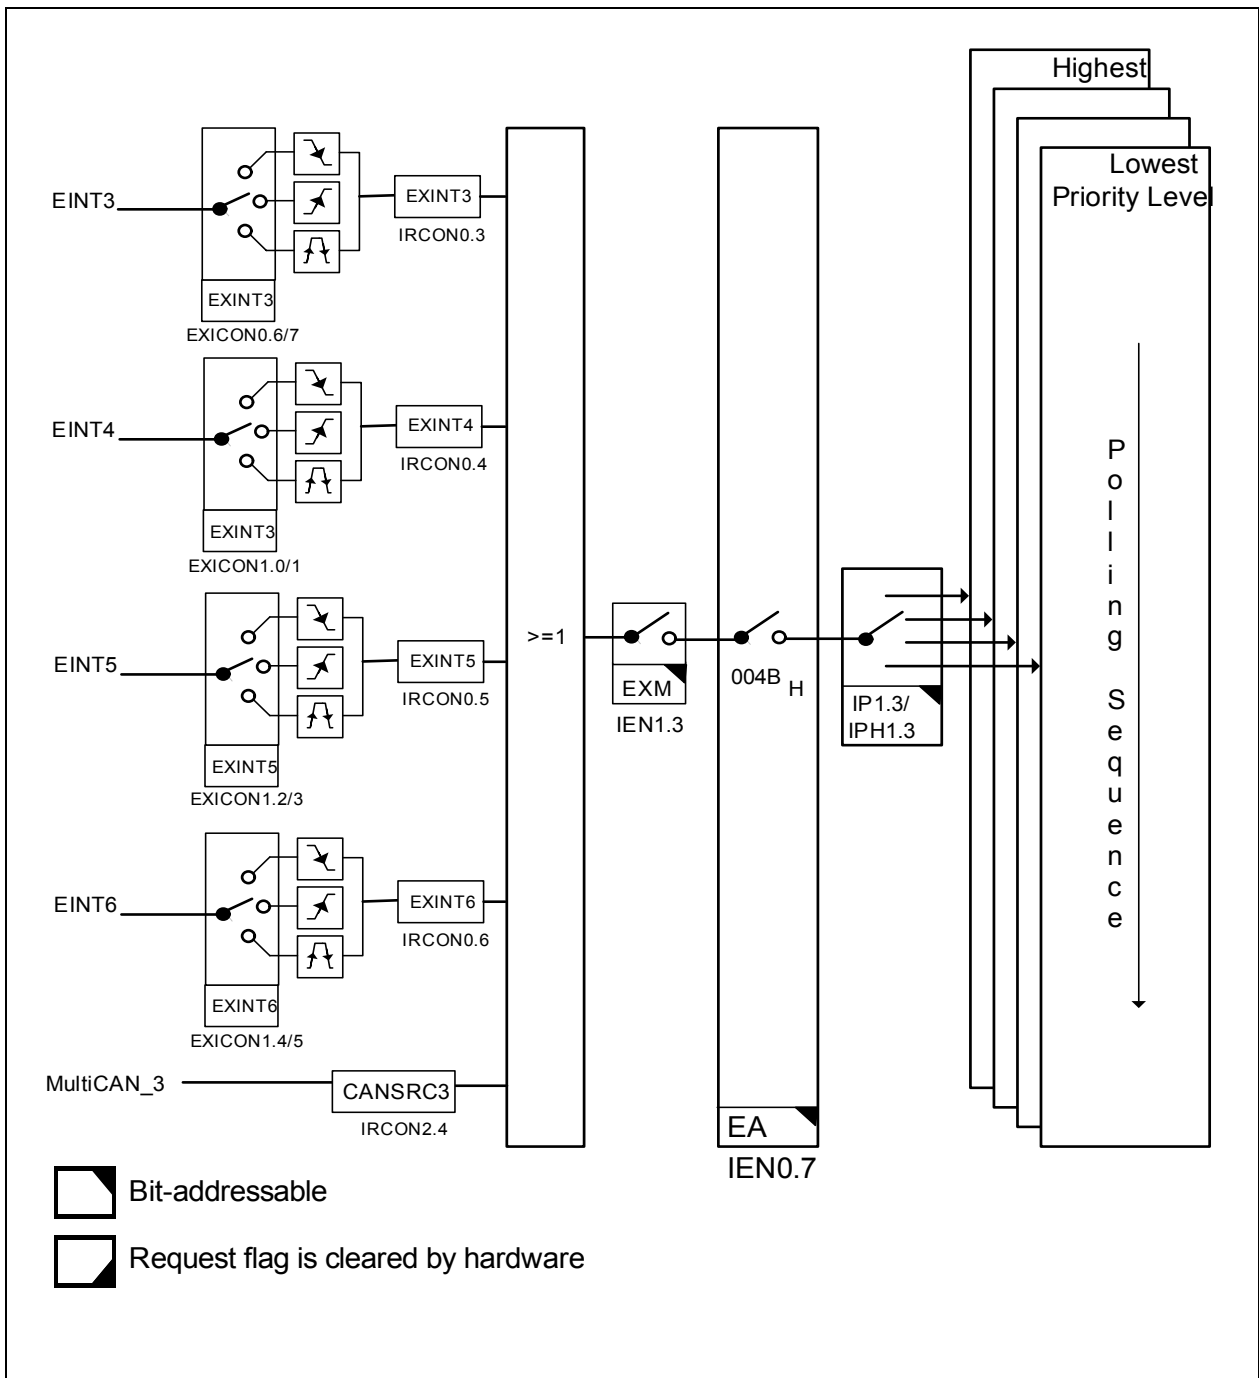 Highest
Lowest
Priority Level
EINT3
EXINT3
IRCON0.3
EXINT3
EXICON0.6/7
EINT4
EXINT4
IRCON0.4
EXINT3
EXICON1.0/1
EINT5
EXINT5
IRCON0.5
EXINT5
EXICON1.2/3
EINT6
EXINT6
IRCON0.6
EXINT6
EXICON1.4/5
MultiCAN_3
CANSRC3
IRCON2.4
>=1
EXM
IEN1.3
004B H
EA
IEN0.7
IP1.3/
IPH1.3
Polling Sequence
Bit-addressable
Request flag is cleared by hardware